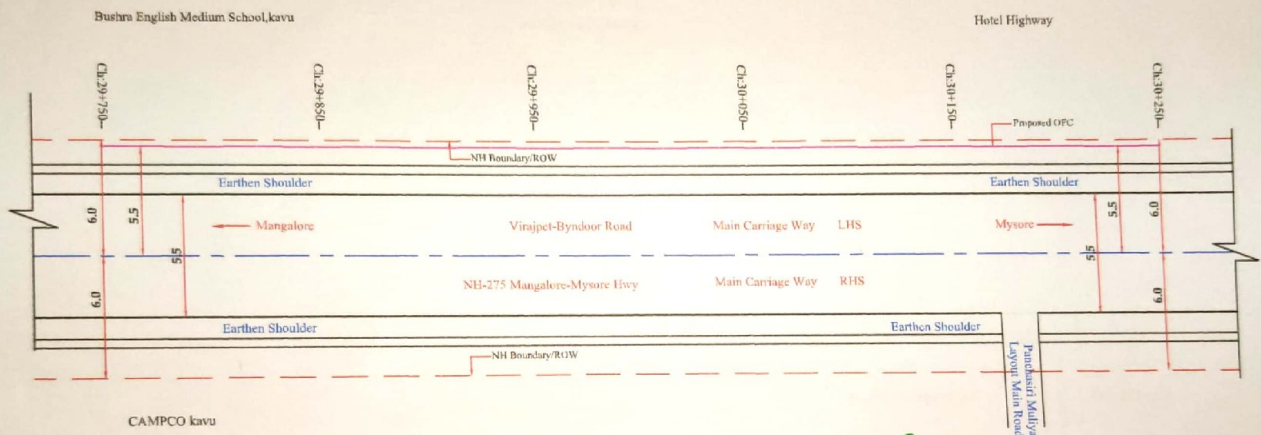 Bushra English Medium School,kavu
Hotel Highway
Ch:29+750
Ch:29+850
Ch:29+950
Ch:30+050
Ch:30+150
Ch:30+250
Proposed OFC
NH Boundary/ROW
Earthen Shoulder
Earthen Shoulder
6.0
5.5
5.5
Mangalore
Virajpet-Byndoor Road
Main Carriage Way
LHS
Mysore
5.5
5.5
6.0
6.0
NH-275 Mangalore-Mysore Hwy
Main Carriage Way
RHS
6.0
Earthen Shoulder
Earthen Shoulder
NH Boundary/ROW
Panchasiri Muliya
Layout Main Road
CAMPCO kavu